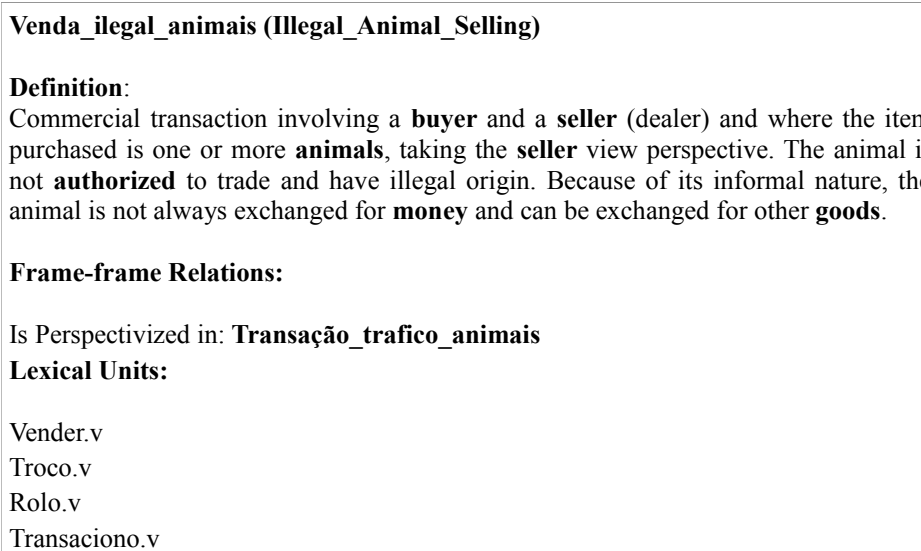 Venda_ilegal_animais (Illegal_Animal_Selling)
Definition:
Commercial transaction involving a buyer and a seller (dealer) and where the iten
purchased is one or more animals, taking the seller view perspective. The animal i
not authorized to trade and have illegal origin. Because of its informal nature, the
animal is not always exchanged for money and can be exchanged for other goods.
Frame-frame Relations:
Is Perspectivized in: Transação_trafico_animais
Lexical Units:
Vender.v
Troco.v
Rolo.v
Transaciono.v